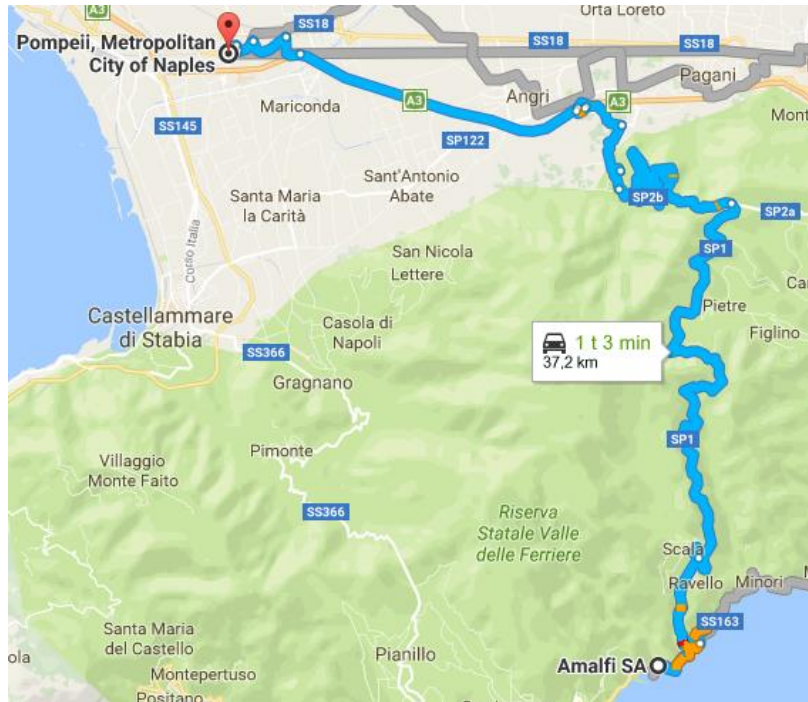 A3
SS18
Orta Loreto
Pompeii, Metropolitan
City of Naples
SS18
SS18
Pagani
Mariconda
A3
Angri
A3
Mont
SS145
SP122
Sant'Antonio
Abate
Santa Maria
la Carità
SP2b
SP2a
Corso Italia
San Nicola
Lettere
SP1
Ca
Pietre
Castellammare
di Stabia
Casola di
Napoli
1 t 3 min
37,2 km
Figlino
SS366
Gragnano
SP1
Pimonte
Villaggio
Monte Faito
SS366
Riserva
Statale Valle
delle Ferriere
Scala
Ravello
Minori
M
SS163
Santa Maria
del Castello
Pianillo
Amalfi SA
ola
Montepertuso
Positano